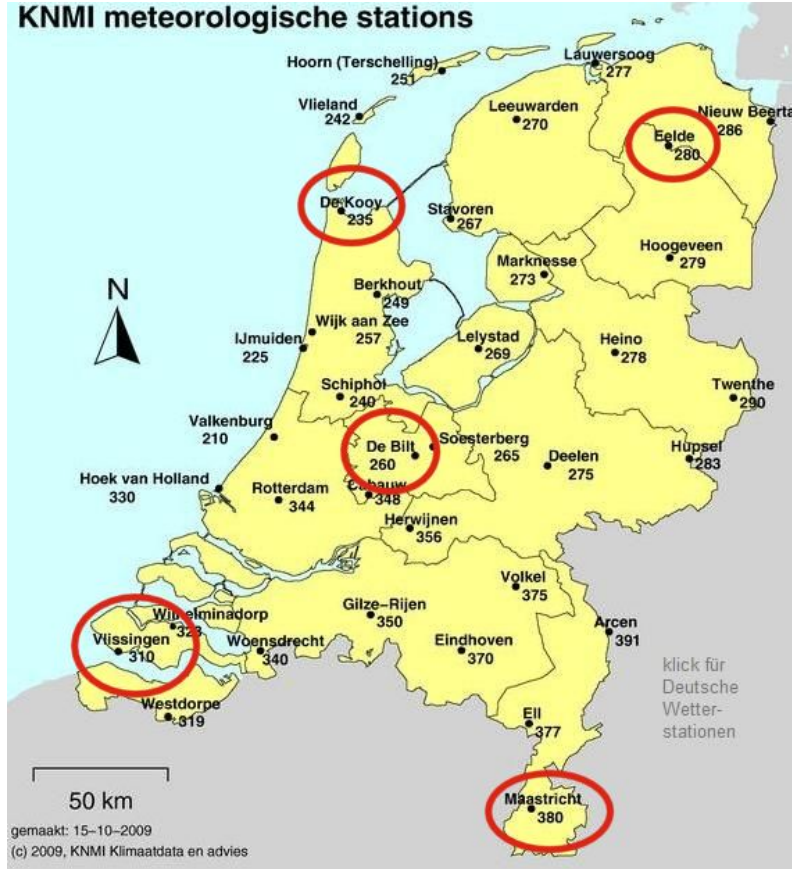 KNMI meteorologische stations
Hoorn (Terschelling)
251
Lauwersoog
277
Vlieland
242
Leeuwarden
270
Nieuw Beerta
286
Eelde
280
De Kooy
235
Stavoren
267
Hoogeveen
279
Marknesse
273
Berkhout
249
N
Wijk aan Zee
257
IJmuiden
225
Lelystad
269
Heino
278
Schiphol
240
Twenthe
290
Valkenburg
210
De Bilt
260
Soesterberg
265
Deelen
275
Hupsel
283
Hoek van Holland
330
Rotterdam
344
Cabauw
348
Herwijnen
356
Volkel
375
Gilze-Rijen
350
Wilhelminadorp
323
Vlissingen
310
Woensdrecht
340
Eindhoven
370
Arcen
391
klick für
Deutsche
Wetter-
stationen
Westdorpe
319
Ell
377
50 km
Maastricht
380
gemaakt: 15-10-2009
(c) 2009, KNMI Klimaatdata en advies